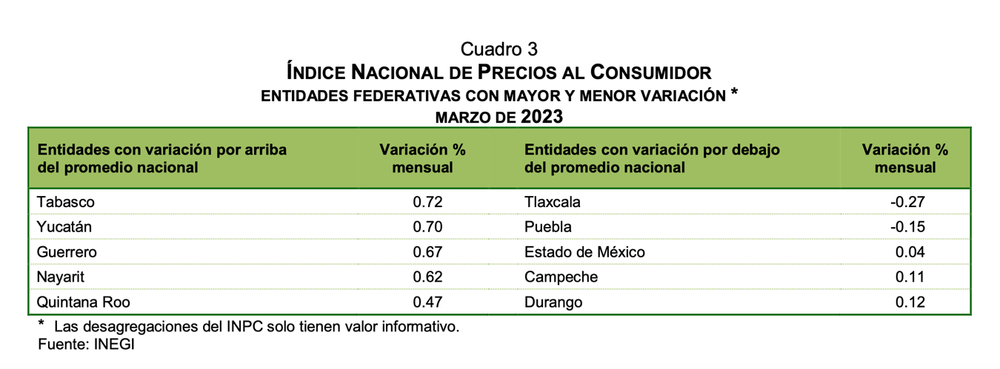 Cuadro 3
ÍNDICE NACIONAL DE PRECIOS AL CONSUMIDOR
ENTIDADES FEDERATIVAS CON MAYOR Y MENOR VARIACIÓN *
MARZO DE 2023
Entidades con variación por arriba del promedio nacional Variación % mensual Entidades con variación por debajo del promedio nacional Variación % mensual
Tabasco 0.72 Tlaxcala -0.27
Yucatán 0.70 Puebla -0.15
Guerrero 0.67 Estado de México 0.04
Nayarit 0.62 Campeche 0.11
Quintana Roo 0.47 Durango 0.12
* Las desagregaciones del INPC solo tienen valor informativo.
Fuente: INEGI